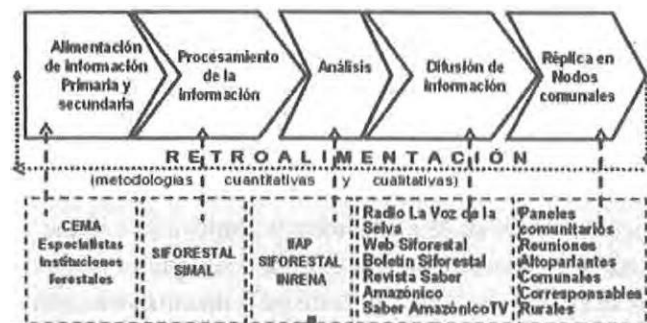 Alimentación
de información
Primaria y
secundaria
Procesamiento
de la
información
Análisis
Difusión de
información
Réplica en
Nodos
comunales
RETROALIMENTACIÓN
(metodologías cuantitativas y cualitativas)
CEMA
Especialistas
Instituciones
forestales
SIFORESTAL
SIMAL
IIAP
SIFORESTAL
INRENA
Radio La Voz de la
Selva
Web Siforestal
Boletín Siforestal
Revista Saber
Amazónico
Saber AmazónicoTV
Paneles
comunitarios
Reuniones
Altoparlantes
Comunales
Corresponsables
Rurales